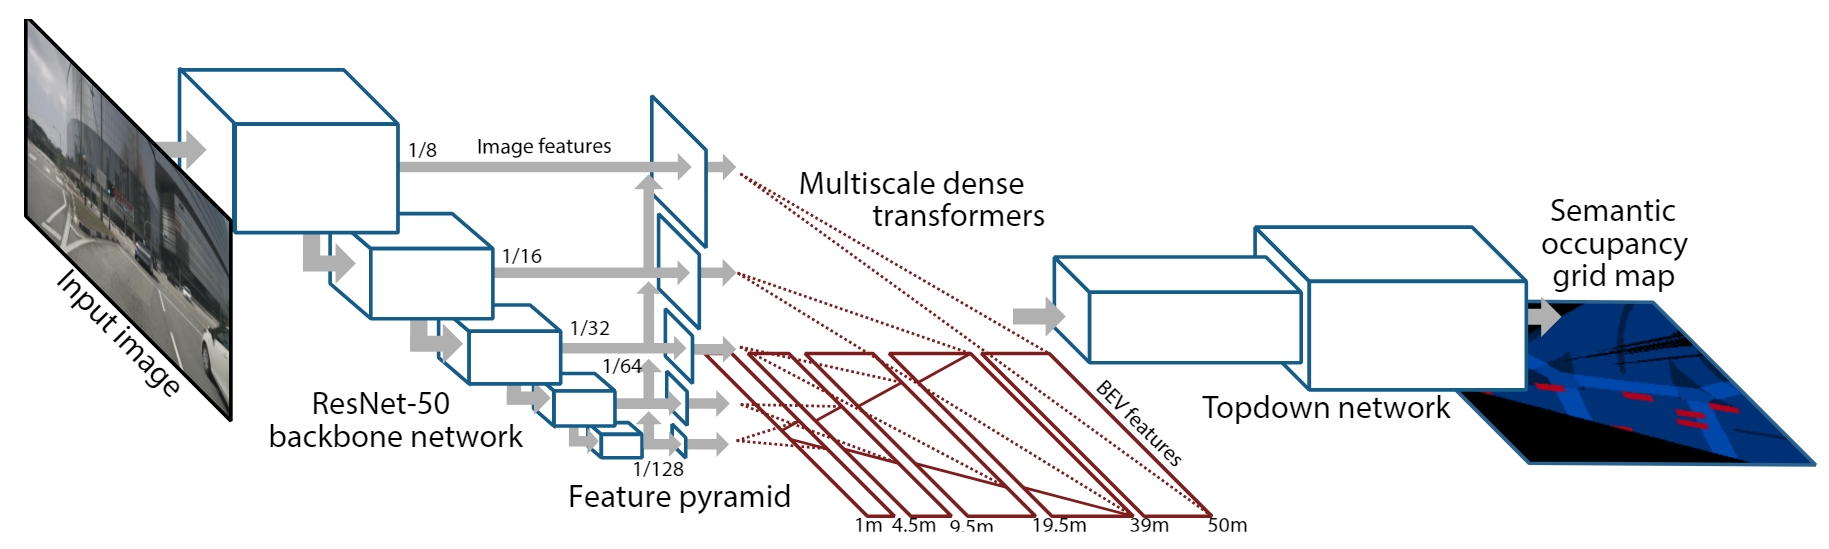 Input image
1/8
Image features
1/16
1/32
1/64
1/128
ResNet-50
backbone network
Feature pyramid
Multiscale dense
transformers
BEV features
1m
4.5m
9.5m
19.5m
39m
50m
Topdown network
Semantic
occupancy
grid map